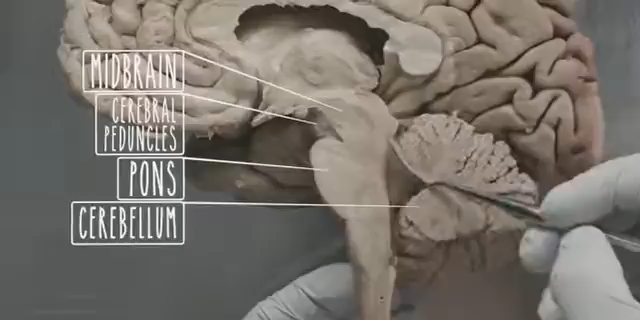 MIDBRAIN
CEREBRAL
PEDUNCLES
PONS
CEREBELLUM